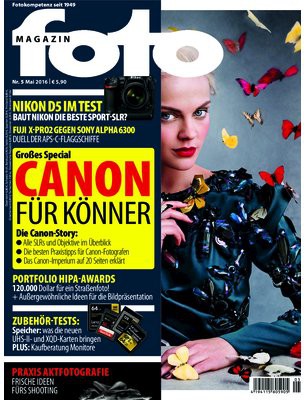 Fotokompetenz seit 1949
MAGAZIN
foto
Nr. 5 Mai 2016 | € 5,90
NIKON D5 IM TEST
BAUT NIKON DIE BESTE SPORT-SLR?
FUJI X-PRO2 GEGEN SONY ALPHA 6300
DUELL DER APS-C-FLAGGSCHIFFE
Großes Special
CANON
FÜR KÖNNER
Die Canon-Story:
Alle SLRs und Objektive im Überblick
Die besten Praxistipps für Canon-Fotografen
Das Canon-Imperium auf 20 Seiten erklärt
PORTFOLIO HIPA-AWARDS
120.000 Dollar für ein Straßenfoto!
+ Außergewöhnliche Ideen für die Bildpräsentation
ZUBEHÖR-TESTS:
Speicher: was die neuen
UHS-II- und XQD-Karten bringen
PLUS: Kaufberatung Monitore
64
PRAXIS AKTFOTOGRAFIE
FRISCHE IDEEN
FÜRS SHOOTING